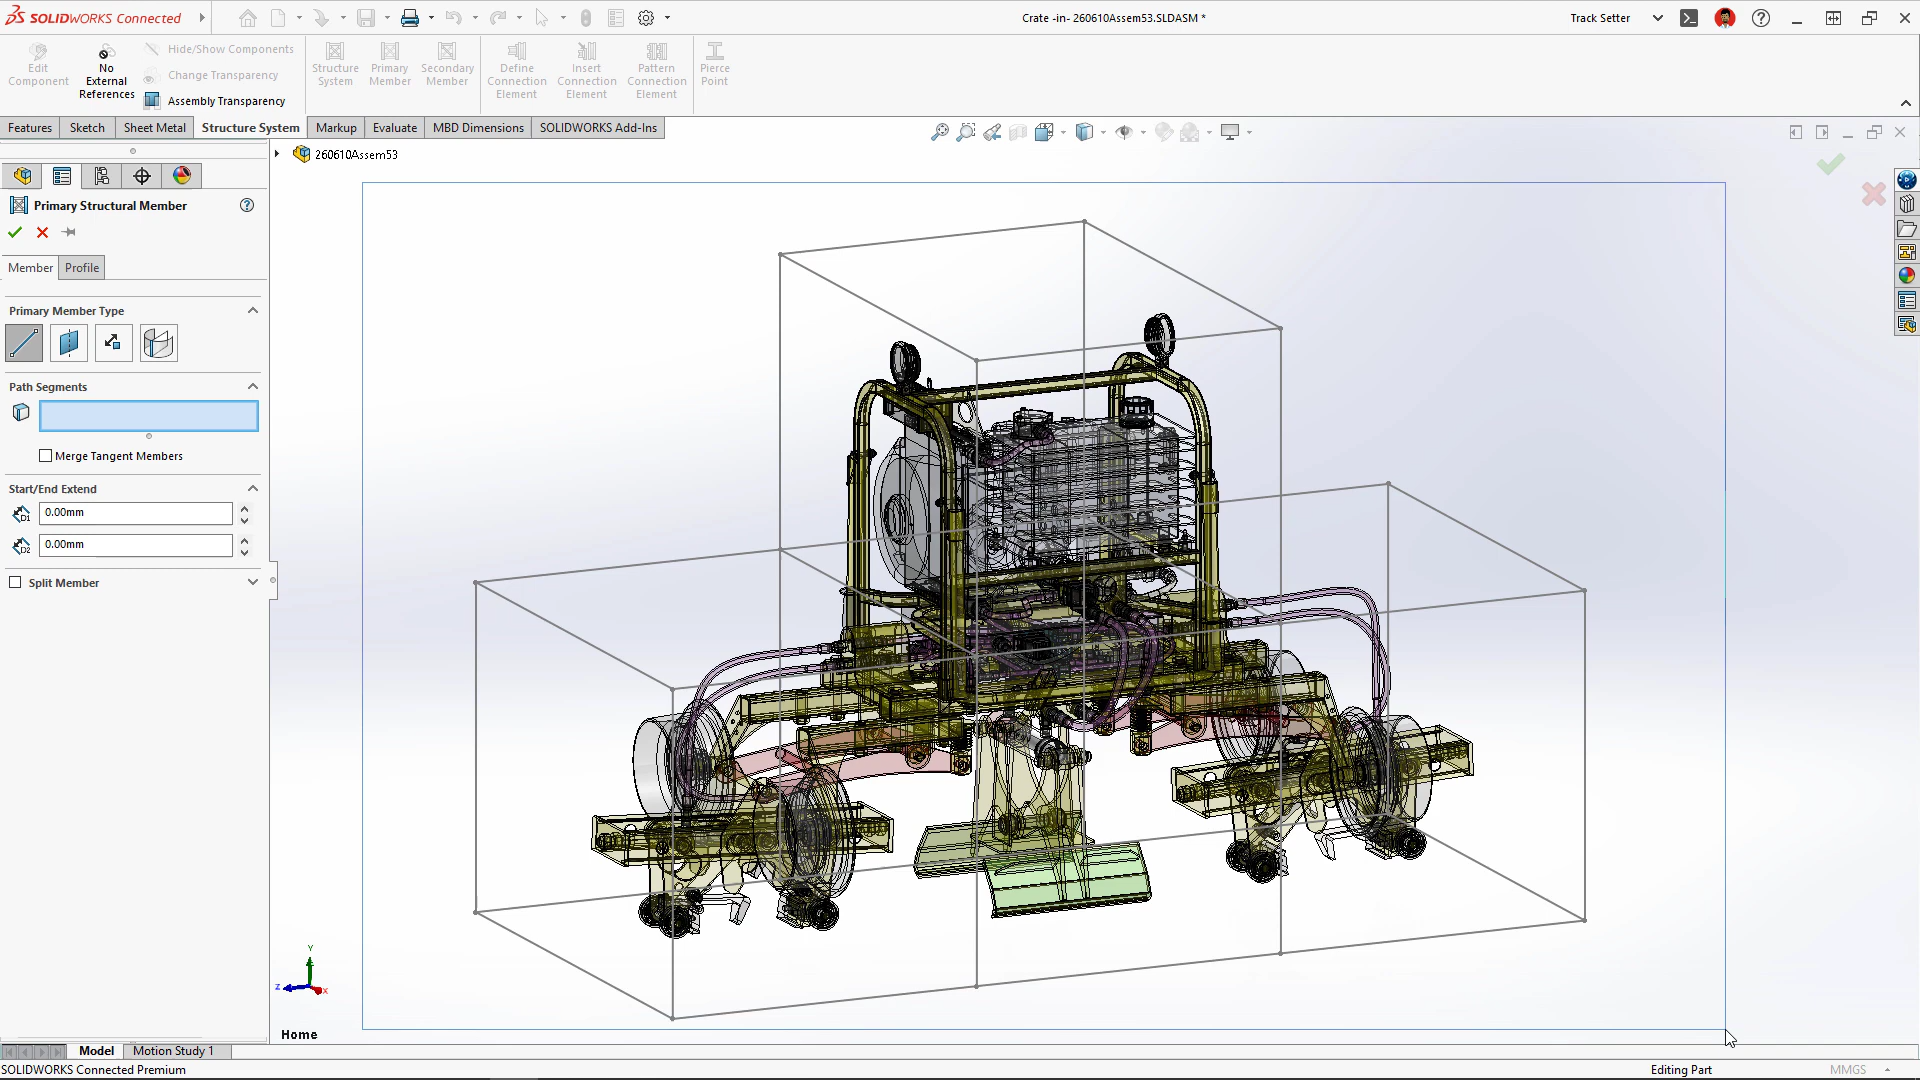 SOLIDWORKS Connected
Crate -in- 260610Assem53.SLDASM *
Track Setter
Edit Component
No External References
Hide/Show Components
Change Transparency
Assembly Transparency
Structure System
Primary Member
Secondary Member
Define Connection Element
Insert Connection Element
Pattern Connection Element
Pierce Point
Features
Sketch
Sheet Metal
Structure System
Markup
Evaluate
MBD Dimensions
SOLIDWORKS Add-Ins
260610Assem53
Primary Structural Member
Member
Profile
Primary Member Type
Path Segments
Merge Tangent Members
Start/End Extend
D1
0.00mm
D2
0.00mm
Split Member
Y
Z
X
Home
Model
Motion Study 1
SOLIDWORKS Connected Premium
Editing Part
MMGS